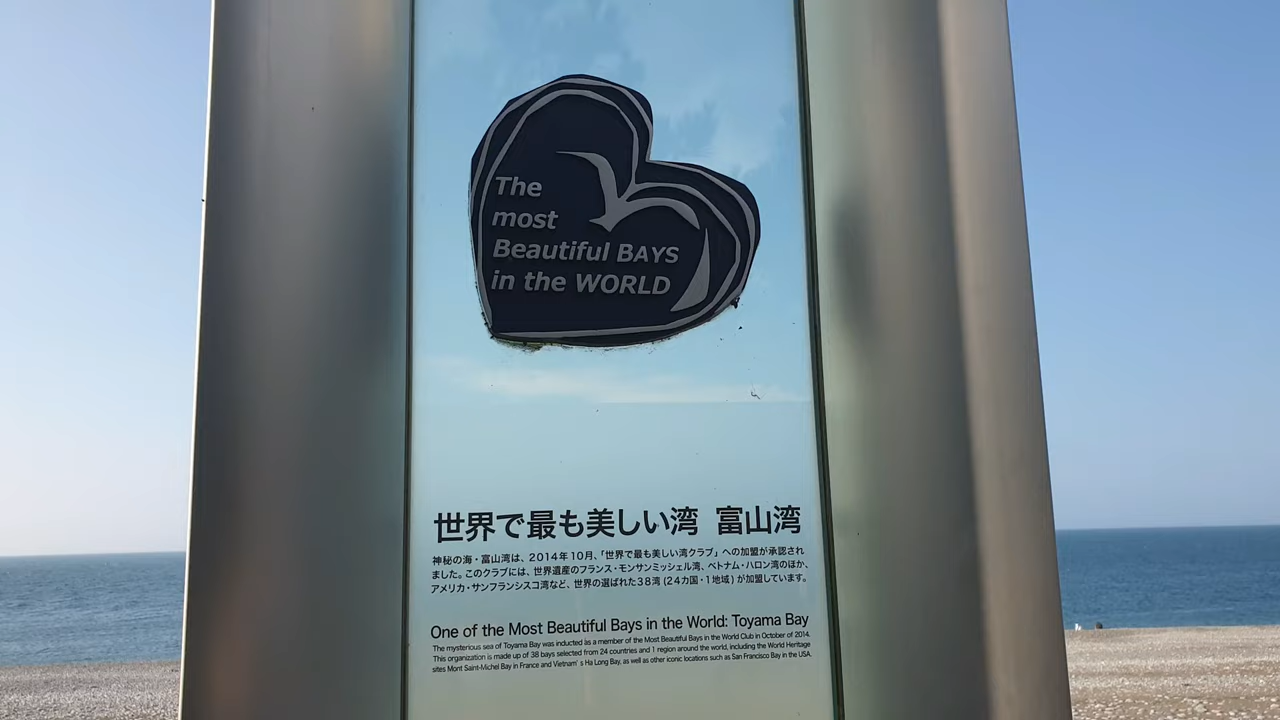 The
most
Beautiful BAYS
in the WORLD
世界で最も美しい湾 富山湾
神秘の海・富山湾は、2014年10月、「世界で最も美しい湾クラブ」への加盟が承認され
ました。このクラブには、世界遺産のフランス・モンサンミッシェル湾、ベトナム・ハロン湾のほか、
アメリカ・サンフランシスコ湾など、世界の選ばれた38湾(24カ国・1地域)が加盟しています。
One of the Most Beautiful Bays in the World: Toyama Bay
The mysterious sea of Toyama Bay was inducted as a member of the Most Beautiful Bays in the World Club in October of 2014.
This organization is made up of 38 bays selected from 24 countries and 1 region around the world, including the World Heritage
sites Mont Saint-Michel Bay in France and Vietnam's Ha Long Bay, as well as other iconic locations such as San Francisco Bay in the USA.